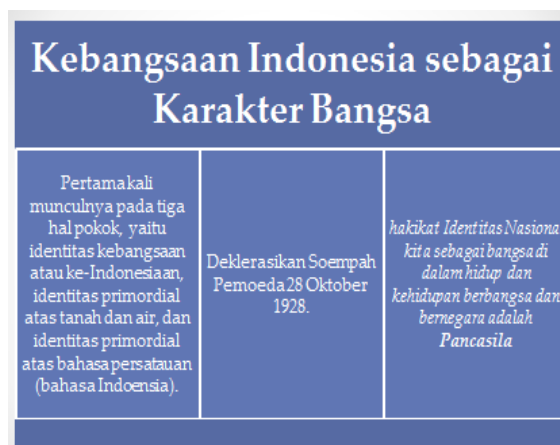 Kebangsaan Indonesia sebagai
Karakter Bangsa
Pertamakali
munculnya pada tiga
hal pokok, yaitu
identitas kebangsaan
atau ke-Indonesiaan,
identitas primordial
atas tanah dan air, dan
identitas primordial
atas bahasa persatauan
(bahasa Indoensia).
Deklerasikan Soempah
Pemoeda 28 Oktober
1928.
hakikat Identitas Nasiona
kita sebagai bangsa di
dalam hidup dan
kehidupan berbangsa dan
bernegara adalah
Pancasila